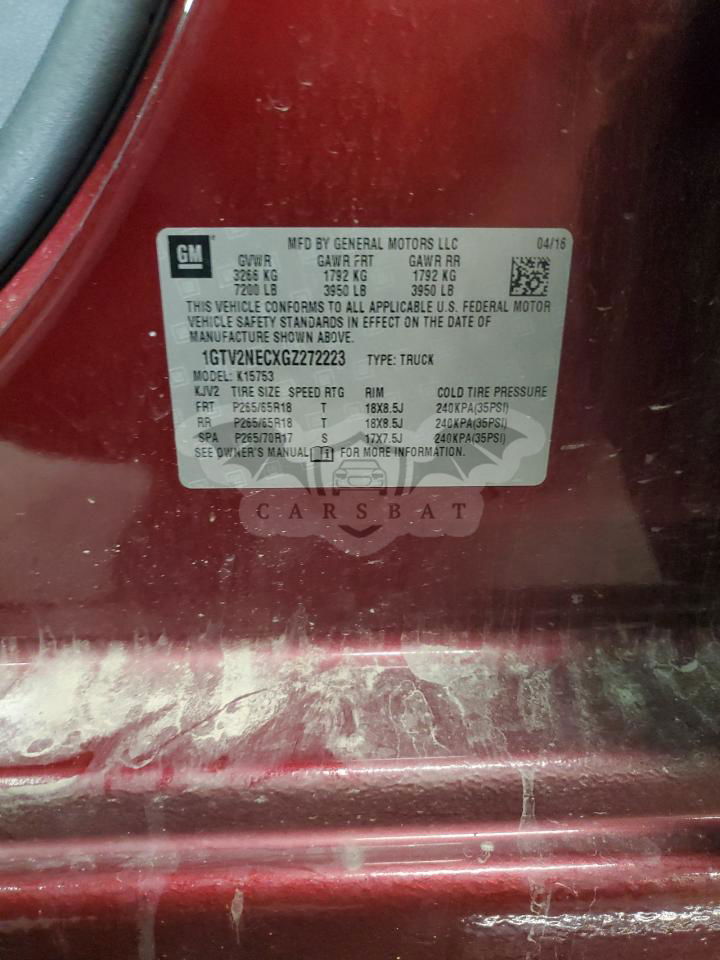 GM
MFD BY GENERAL MOTORS LLC 04/16
GVWR GAWR FRT GAWR RR
3266 KG 1792 KG 1792 KG
7200 LB 3950 LB 3950 LB
THIS VEHICLE CONFORMS TO ALL APPLICABLE U.S. FEDERAL MOTOR
VEHICLE SAFETY STANDARDS IN EFFECT ON THE DATE OF
MANUFACTURE SHOWN ABOVE.
1GTV2NECXGZ272223 TYPE: TRUCK
MODEL: K15753
KJV2 TIRE SIZE SPEED RTG RIM COLD TIRE PRESSURE
FRT P265/65R18 T 18X8.5J 240KPA(35PSI)
RR P265/65R18 T 18X8.5J 240KPA(35PSI)
SPA P265/70R17 S 17X7.5J 240KPA(35PSI)
SEE OWNER'S MANUAL FOR MORE INFORMATION.
CARSBAT